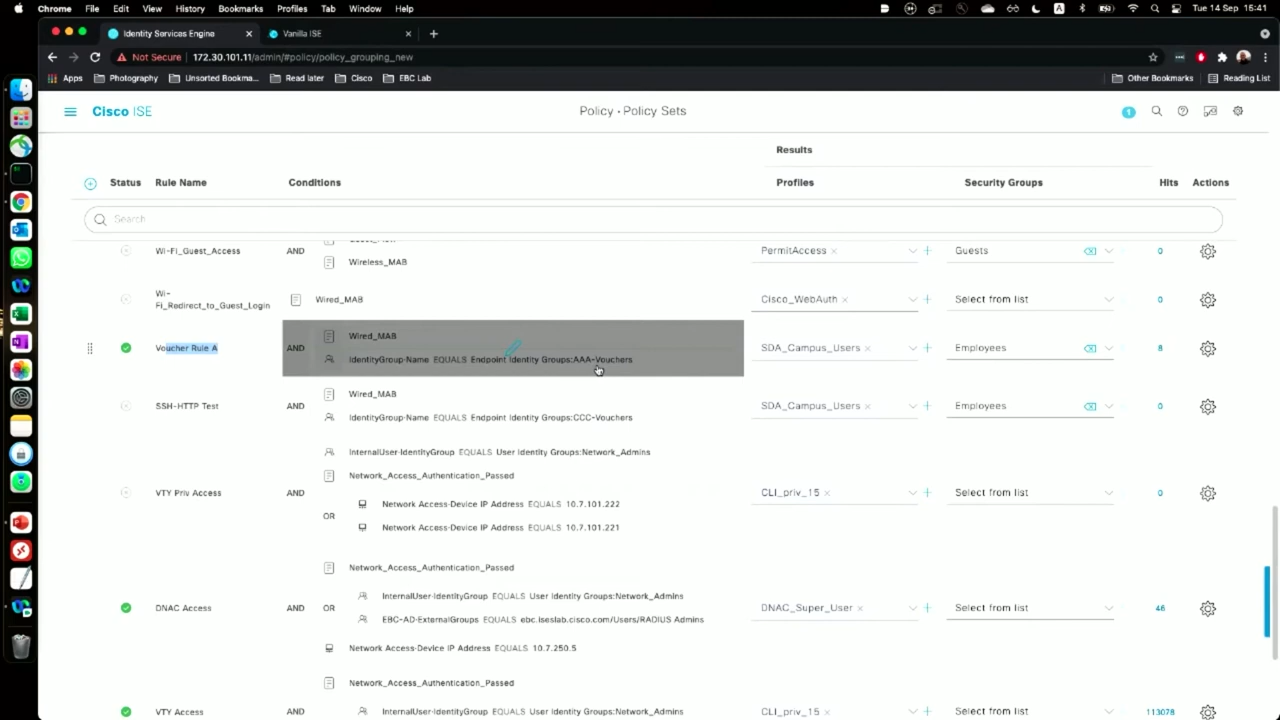 Chrome File Edit View History Bookmarks Profiles Tab Window Help Tue 14 Sep 15:41
Identity Services Engine Vanilla ISE
Not Secure 172.30.101.11/admin/#policy/policy_grouping_new
Apps Photography Unsorted Bookma... Read later Cisco EBC Lab Other Bookmarks Reading List
Cisco ISE Policy · Policy Sets 1
Results
Status Rule Name Conditions Profiles Security Groups Hits Actions
Search
Wi-Fi_Guest_Access AND PermitAccess Guests 0
Wireless_MAB
Wi-
Fi_Redirect_to_Guest_Login Wired_MAB Cisco_WebAuth Select from list 0
Wired_MAB
Voucher Rule A AND SDA_Campus_Users Employees 8
IdentityGroup·Name EQUALS Endpoint Identity Groups:AAA-Vouchers
Wired_MAB
SSH-HTTP Test AND SDA_Campus_Users Employees 0
IdentityGroup·Name EQUALS Endpoint Identity Groups:CCC-Vouchers
InternalUser·IdentityGroup EQUALS User Identity Groups:Network_Admins
Network_Access_Authentication_Passed
VTY Priv Access AND CLI_priv_15 Select from list 0
Network Access·Device IP Address EQUALS 10.7.101.222
OR
Network Access·Device IP Address EQUALS 10.7.101.221
Network_Access_Authentication_Passed
InternalUser·IdentityGroup EQUALS User Identity Groups:Network_Admins
DNAC Access AND OR DNAC_Super_User Select from list 46
EBC-AD·ExternalGroups EQUALS ebc.iseslab.cisco.com/Users/RADIUS Admins
Network Access·Device IP Address EQUALS 10.7.250.5
Network_Access_Authentication_Passed
VTY Access AND InternalUser·IdentityGroup EQUALS User Identity Groups:Network_Admins CLI_priv_15 Select from list 113078